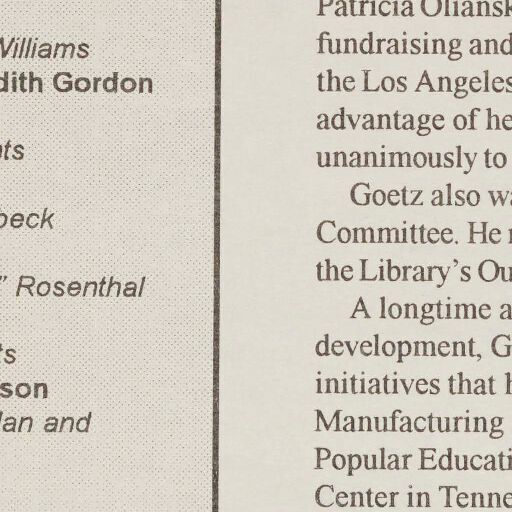 Williams
dith Gordon
nts
beck
" Rosenthal
ts
son
lan and
Patricia Oliansk
fundraising and
the Los Angeles
advantage of he
unanimously to
Goetz also wa
Committee. He
the Library's Ou
A longtime a
development, G
initiatives that h
Manufacturing
Popular Educati
Center in Tenne